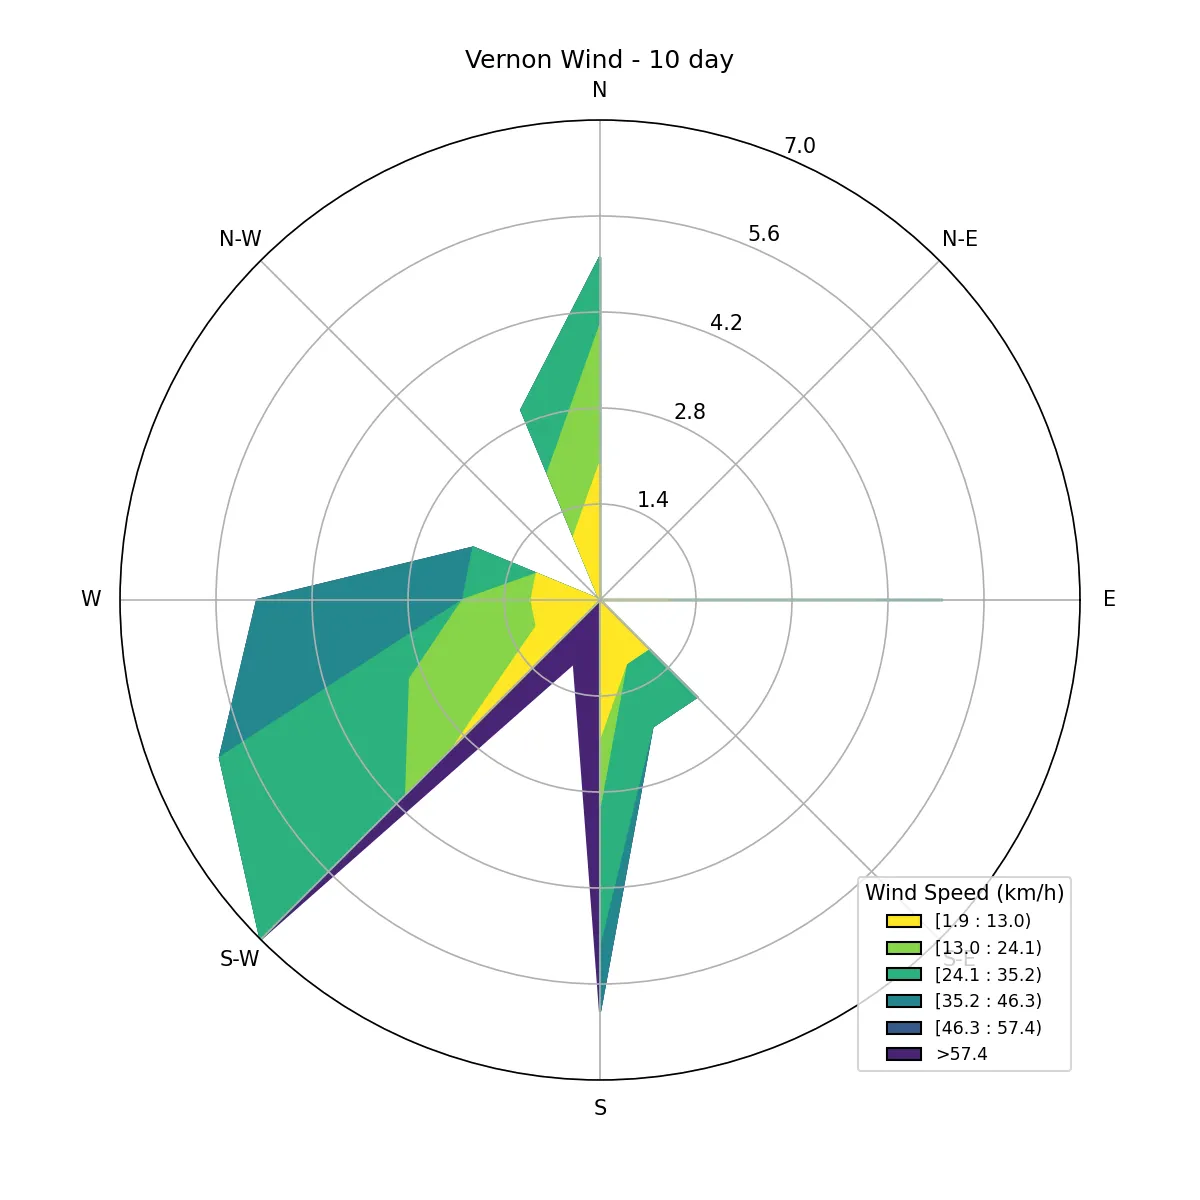 Vernon Wind - 10 day
N
7.0
5.6
N-W
N-E
4.2
2.8
1.4
W
E
S-W
S-E
S
Wind Speed (km/h)
[1.9 : 13.0)
[13.0 : 24.1)
[24.1 : 35.2)
[35.2 : 46.3)
[46.3 : 57.4)
>57.4